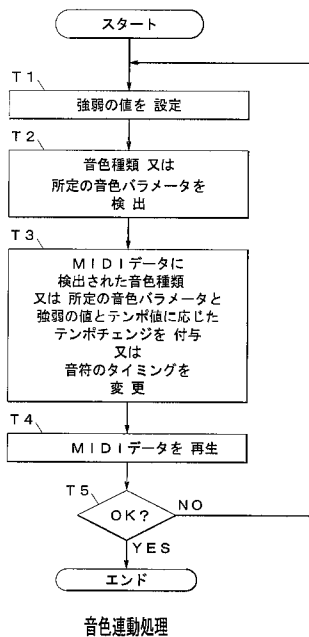 スタート
T1
強弱の値を 設定
T2
音色種類 又は
所定の音色パラメータを
検 出
T3
MIDIデータに
検出された音色種類
又は 所定の音色パラメータと
強弱の値とテンポ値に応じた
テンポチェンジを 付与
又は
音符のタイミングを
変 更
T4
MIDIデータを 再生
T5
OK?
NO
YES
エンド
音色連動処理